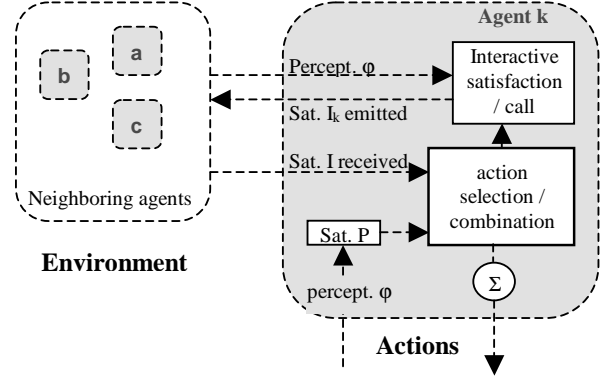 Agent k
a
b
c
Neighboring agents
Environment
Percept. φ
Sat. Ik emitted
Sat. I received
Interactive
satisfaction
/ call
action
selection /
combination
Sat. P
percept. φ
Σ
Actions